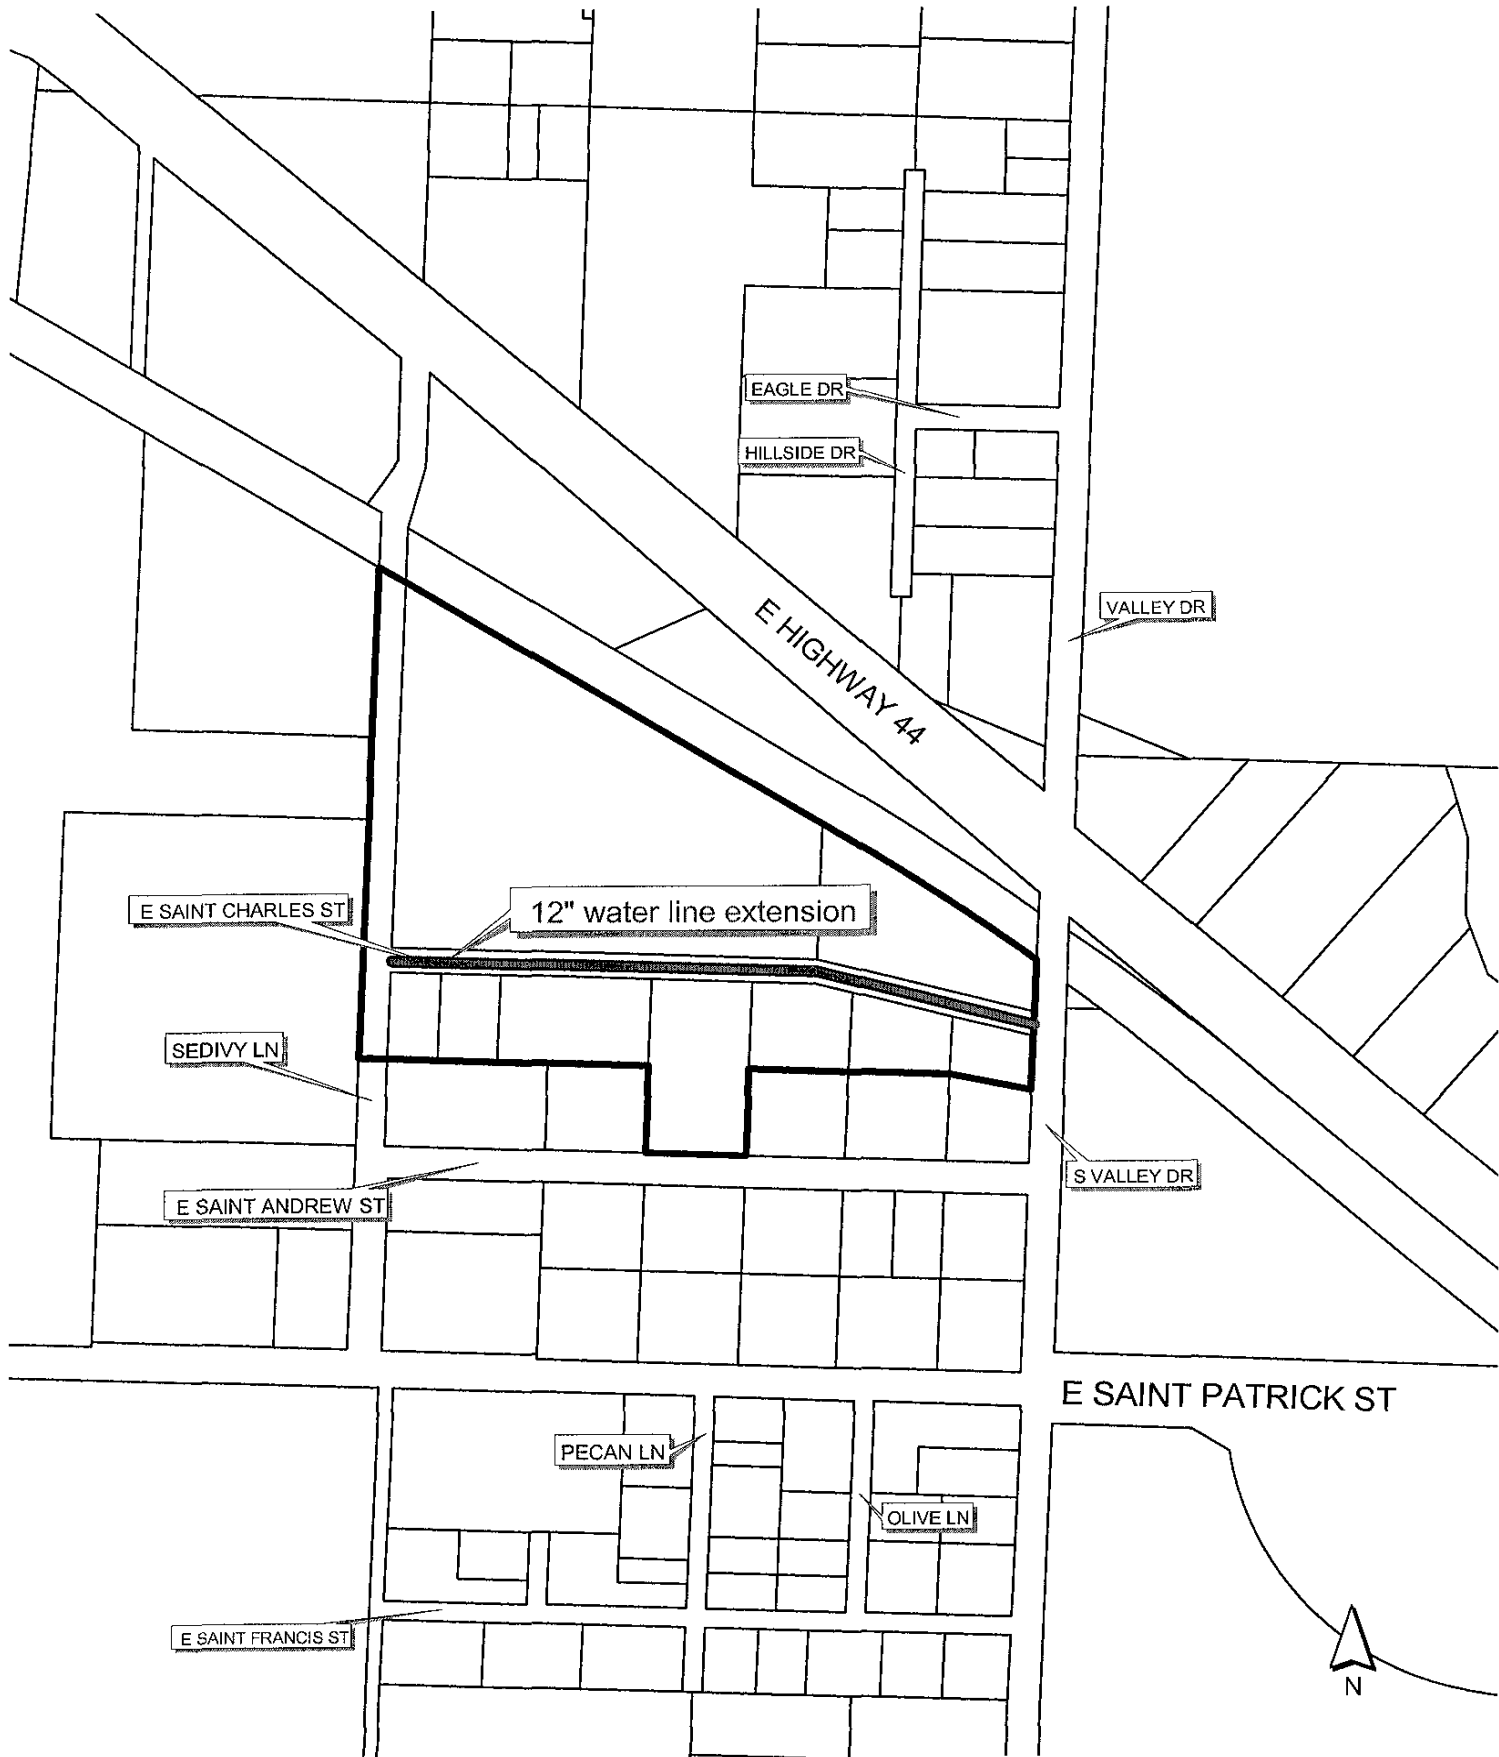 EAGLE DR
HILLSIDE DR
VALLEY DR
E HIGHWAY 44
E SAINT CHARLES ST
12" water line extension
SEDIVY LN
S VALLEY DR
E SAINT ANDREW ST
E SAINT PATRICK ST
PECAN LN
OLIVE LN
E SAINT FRANCIS ST
N